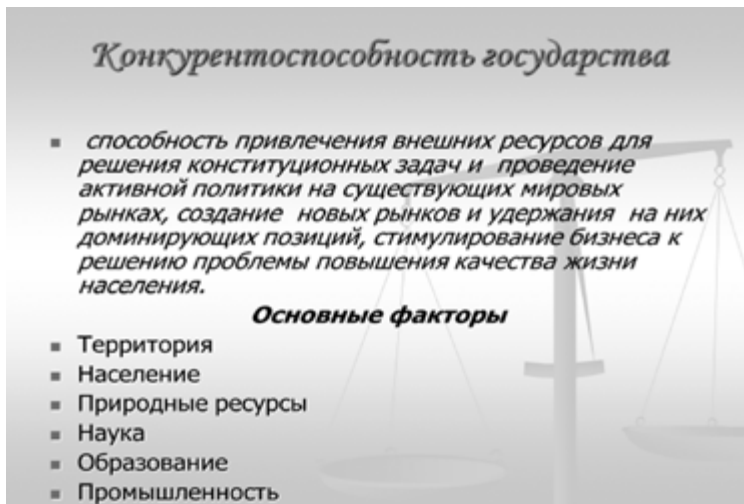 Конкурентоспособность государства
способность привлечения внешних ресурсов для
решения конституционных задач и проведение
активной политики на существующих мировых
рынках, создание новых рынков и удержания на них
доминирующих позиций, стимулирование бизнеса к
решению проблемы повышения качества жизни
населения.
Основные факторы
Территория
Население
Природные ресурсы
Наука
Образование
Промышленность